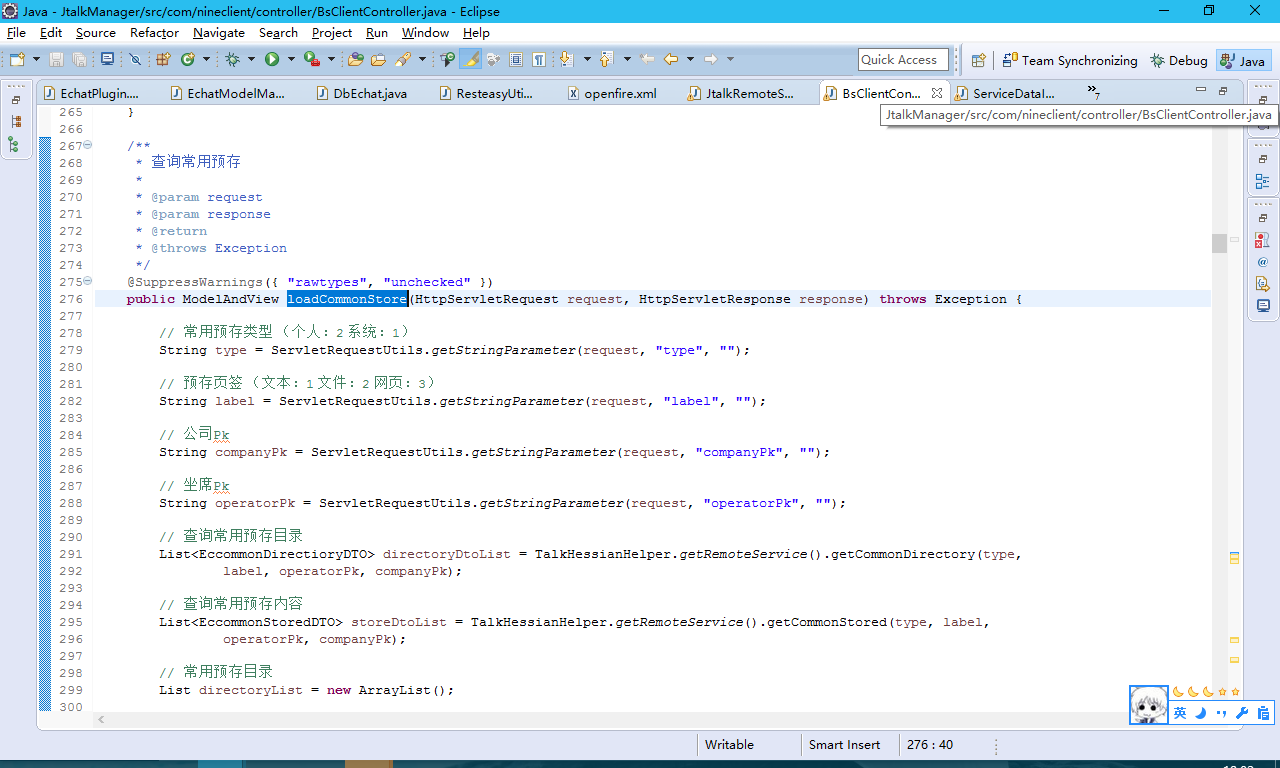 Java - JtalkManager/src/com/nineclient/controller/BsClientController.java - Eclipse
File Edit Source Refactor Navigate Search Project Run Window Help
Quick Access Team Synchronizing Debug Java
EchatPlugin.... EchatModelMa... DbEchat.java ResteasyUti... openfire.xml JtalkRemoteS... BsClientCon... ServiceDataI... »7
JtalkManager/src/com/nineclient/controller/BsClientController.java
265 }
266
267 /**
268 * 查询常用预存
269 *
270 * @param request
271 * @param response
272 * @return
273 * @throws Exception
274 */
275 @SuppressWarnings({ "rawtypes", "unchecked" })
276 public ModelAndView loadCommonStore(HttpServletRequest request, HttpServletResponse response) throws Exception {
277
278 // 常用预存类型（个人：2 系统：1）
279 String type = ServletRequestUtils.getStringParameter(request, "type", "");
280
281 // 预存页签（文本：1 文件：2 网页：3）
282 String label = ServletRequestUtils.getStringParameter(request, "label", "");
283
284 // 公司Pk
285 String companyPk = ServletRequestUtils.getStringParameter(request, "companyPk", "");
286
287 // 坐席Pk
288 String operatorPk = ServletRequestUtils.getStringParameter(request, "operatorPk", "");
289
290 // 查询常用预存目录
291 List<EccommonDirectioryDTO> directoryDtoList = TalkHessianHelper.getRemoteService().getCommonDirectory(type,
292 label, operatorPk, companyPk);
293
294 // 查询常用预存内容
295 List<EccommonStoredDTO> storeDtoList = TalkHessianHelper.getRemoteService().getCommonStored(type, label,
296 operatorPk, companyPk);
297
298 // 常用预存目录
299 List directoryList = new ArrayList();
300
英
Writable Smart Insert 276 : 40